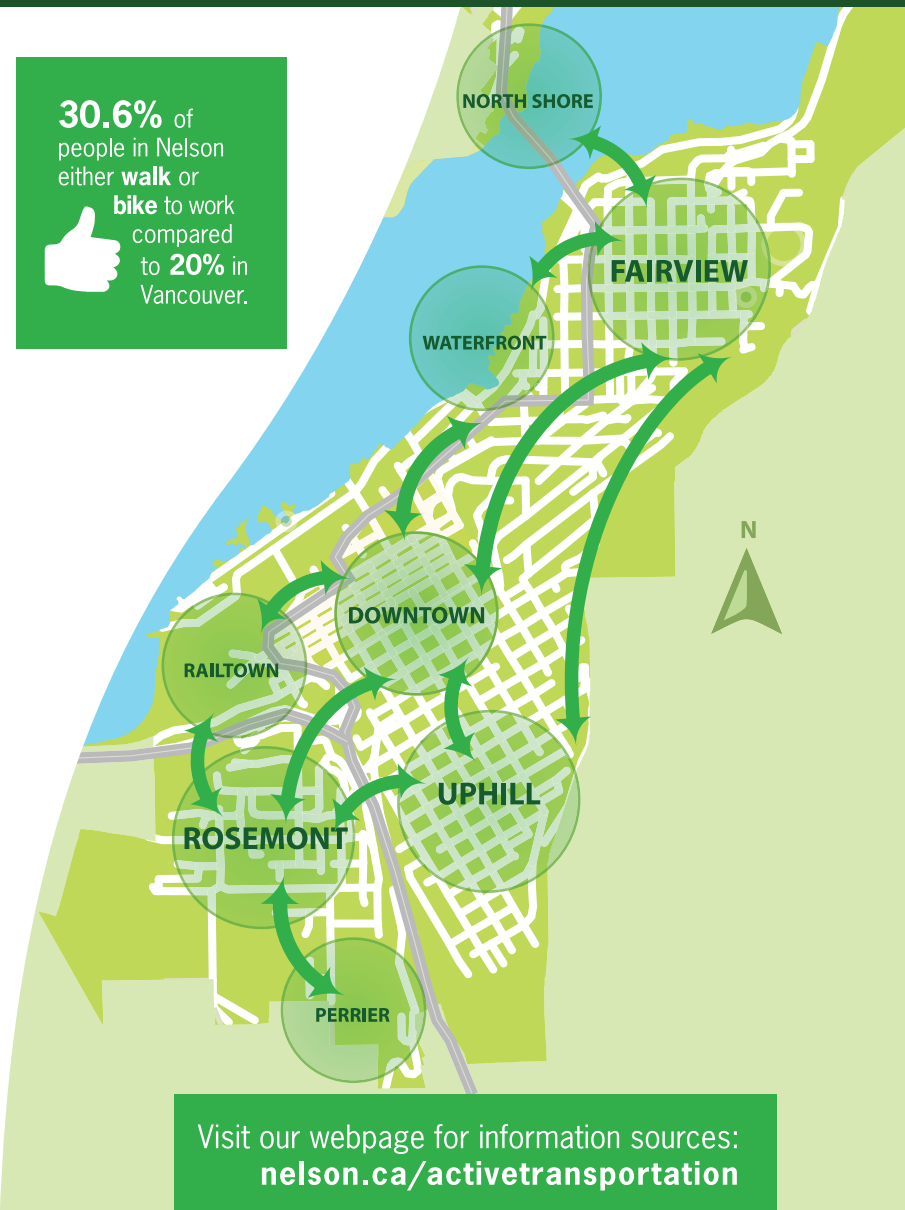 30.6% of
people in Nelson
either walk or
bike to work
compared
to 20% in
Vancouver.
NORTH SHORE
FAIRVIEW
WATERFRONT
N
DOWNTOWN
RAILTOWN
UPHILL
ROSEMONT
PERRIER
Visit our webpage for information sources:
nelson.ca/activetransportation